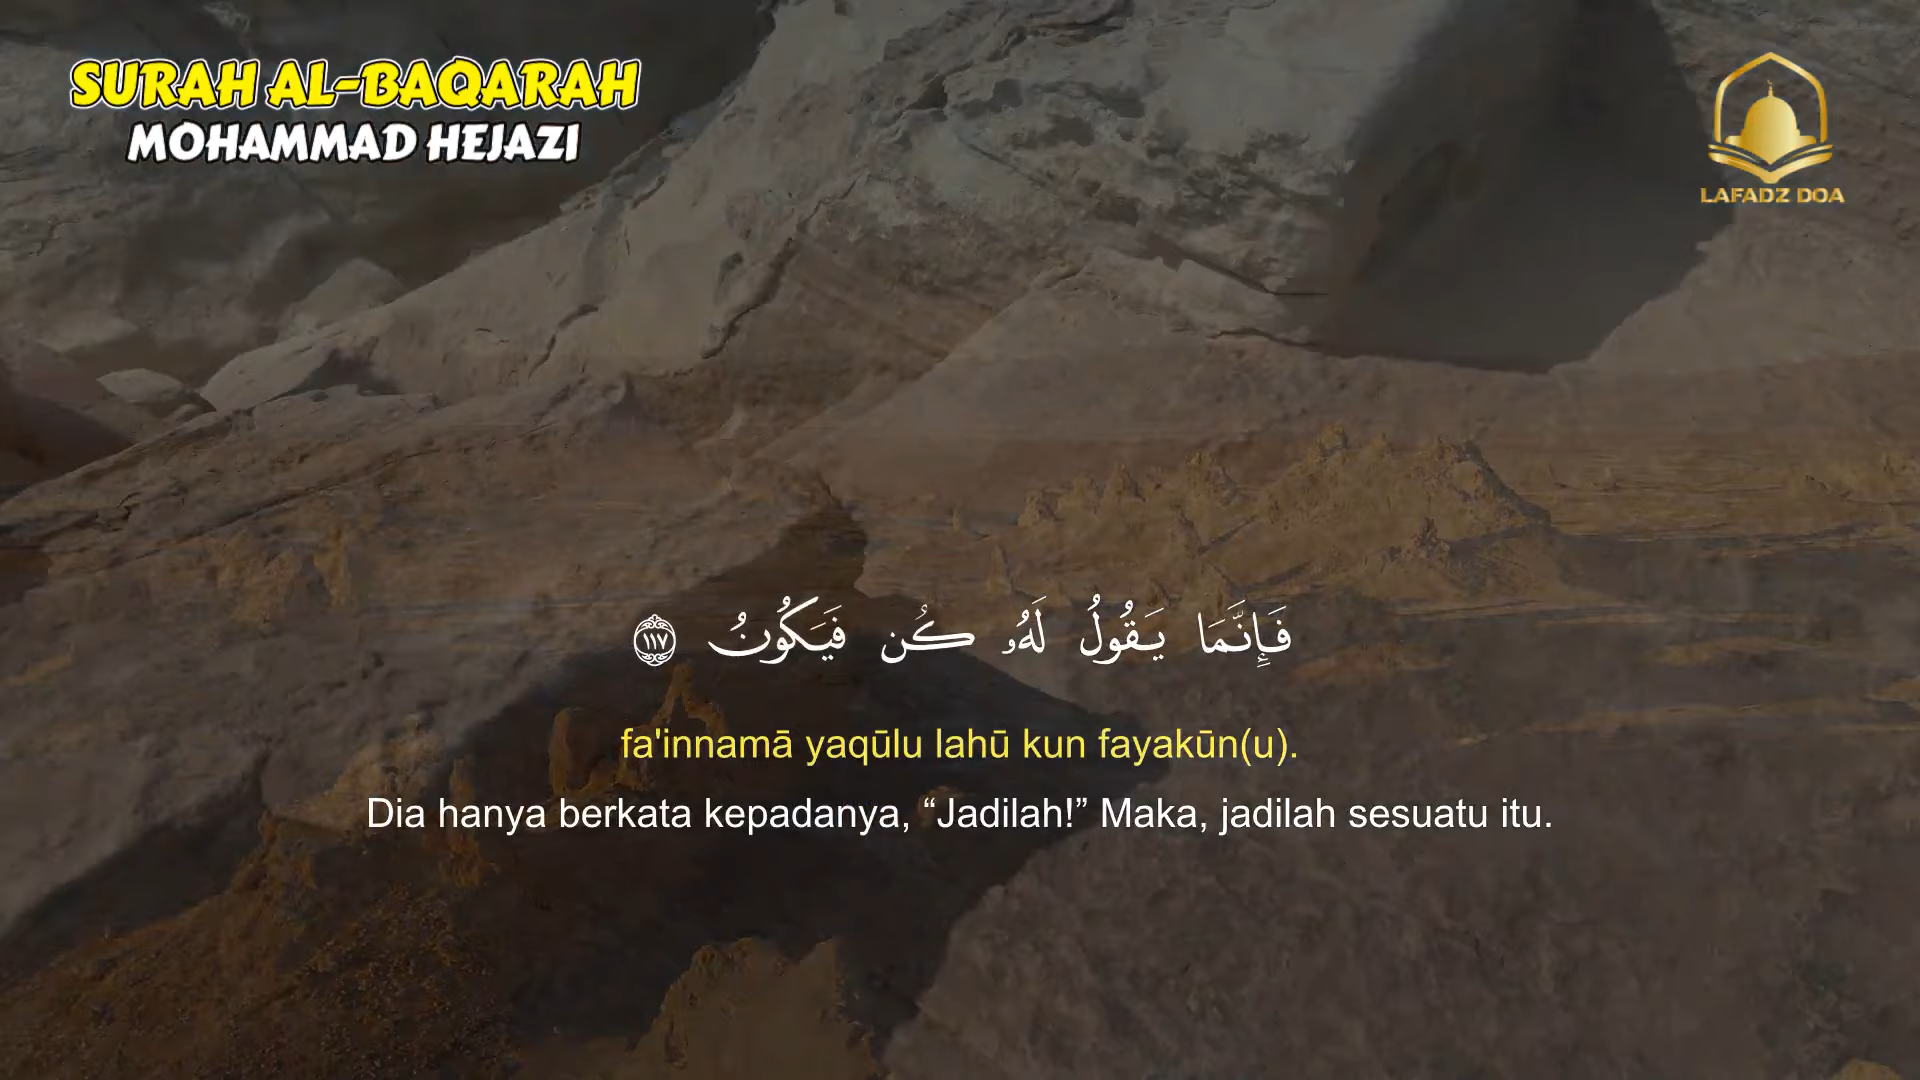 SURAH AL-BAQARAH
MOHAMMAD HEJAZI
LAFADZ DOA
فَإِنَّمَا يَقُولُ لَهُۥ كُن فَيَكُونُ ١١٧
fa'innamā yaqūlu lahū kun fayakūn(u).
Dia hanya berkata kepadanya, “Jadilah!” Maka, jadilah sesuatu itu.